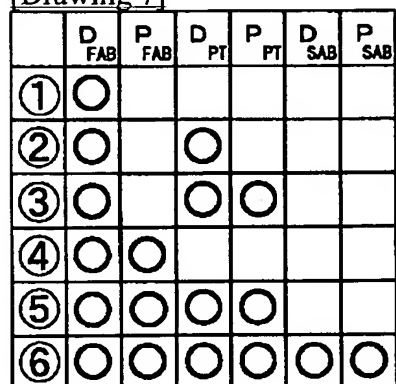 [Drawing 7]
D FAB P FAB D PT P PT D SAB P SAB
① ○
② ○ ○
③ ○ ○ ○
④ ○ ○
⑤ ○ ○ ○ ○
⑥ ○ ○ ○ ○ ○ ○